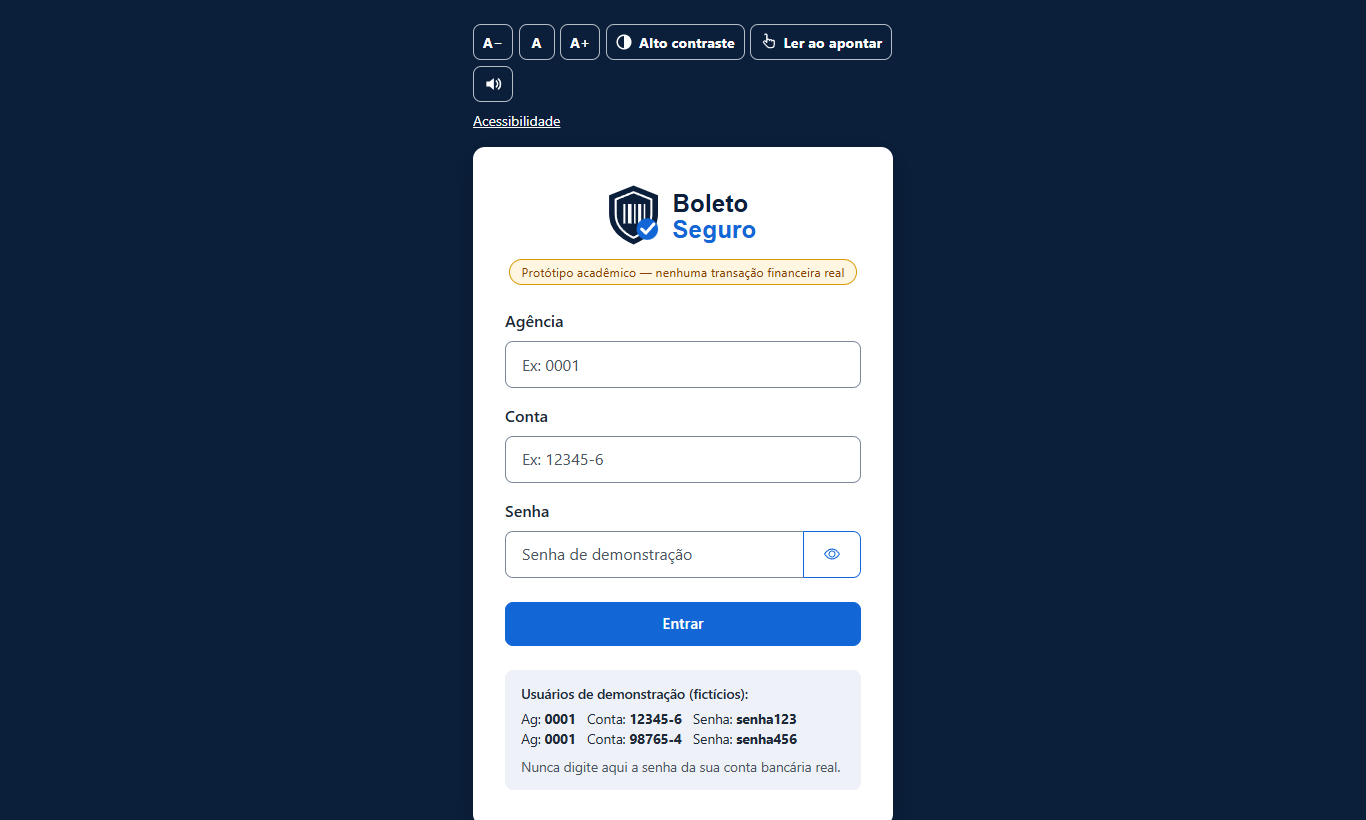 A− A A+ Alto contraste Ler ao apontar
Acessibilidade
Boleto
Seguro
Protótipo acadêmico — nenhuma transação financeira real
Agência
Ex: 0001
Conta
Ex: 12345-6
Senha
Senha de demonstração
Entrar
Usuários de demonstração (fictícios):
Ag: 0001 Conta: 12345-6 Senha: senha123
Ag: 0001 Conta: 98765-4 Senha: senha456
Nunca digite aqui a senha da sua conta bancária real.